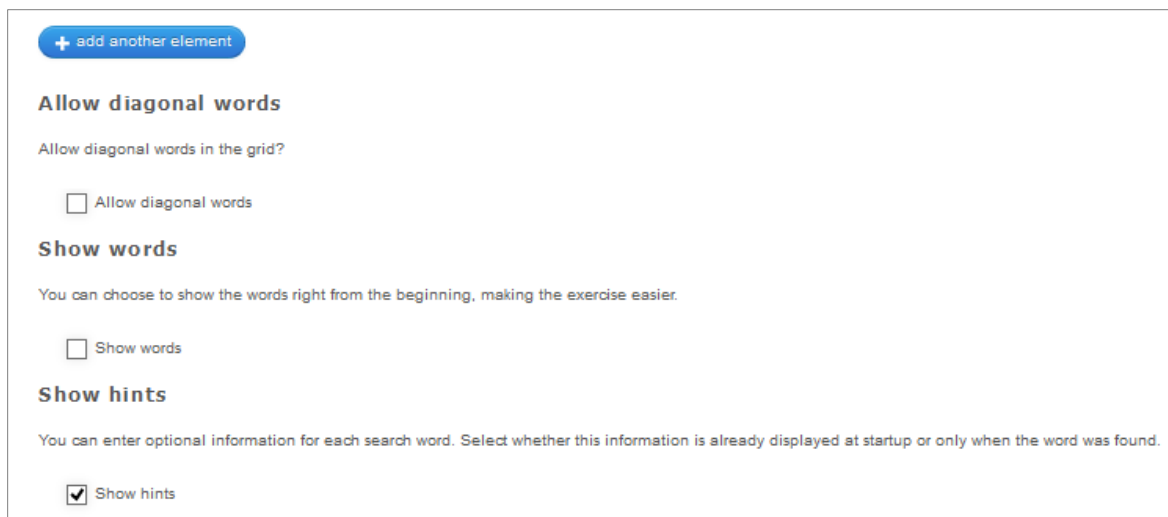 add another element
Allow diagonal words
Allow diagonal words in the grid?
Allow diagonal words
Show words
You can choose to show the words right from the beginning, making the exercise easier.
Show words
Show hints
You can enter optional information for each search word. Select whether this information is already displayed at startup or only when the word was found.
Show hints